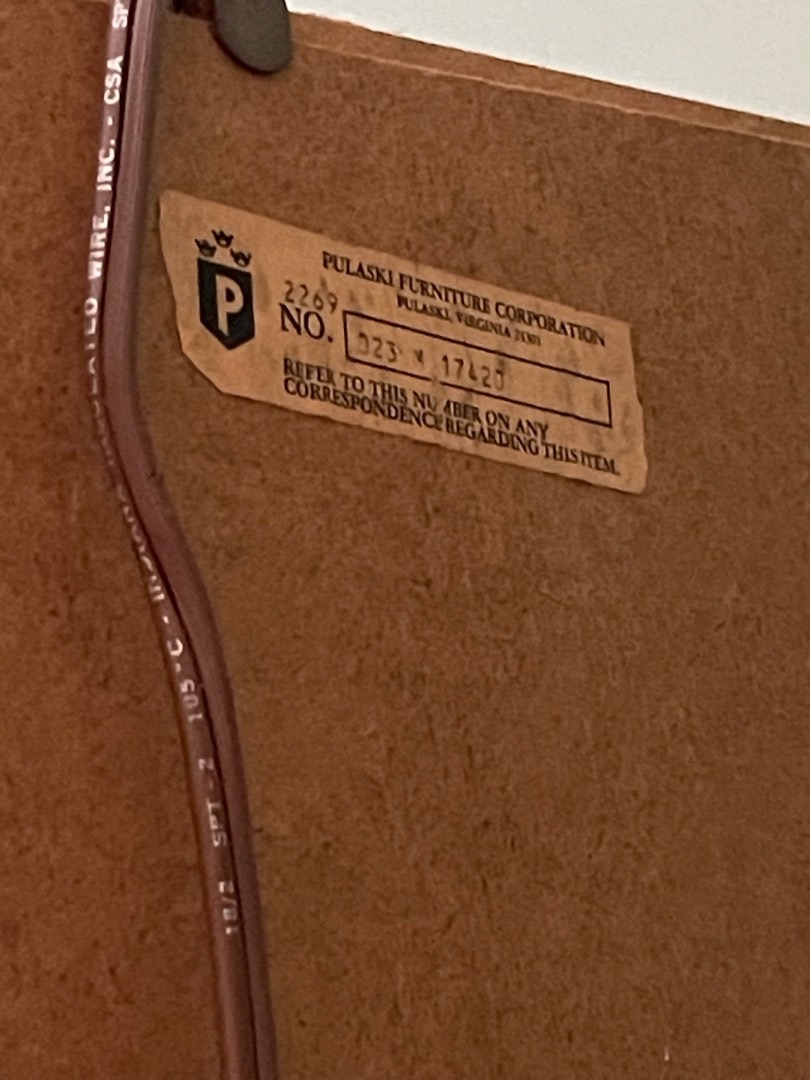 P
PULASKI FURNITURE CORPORATION
PULASKI, VIRGINIA
2269
NO. 023 M 17420
REFER TO THIS NUMBER ON ANY
CORRESPONDENCE REGARDING THIS ITEM.
WIRE, INC. - CSA SP
105°C
SPT-2
18/2